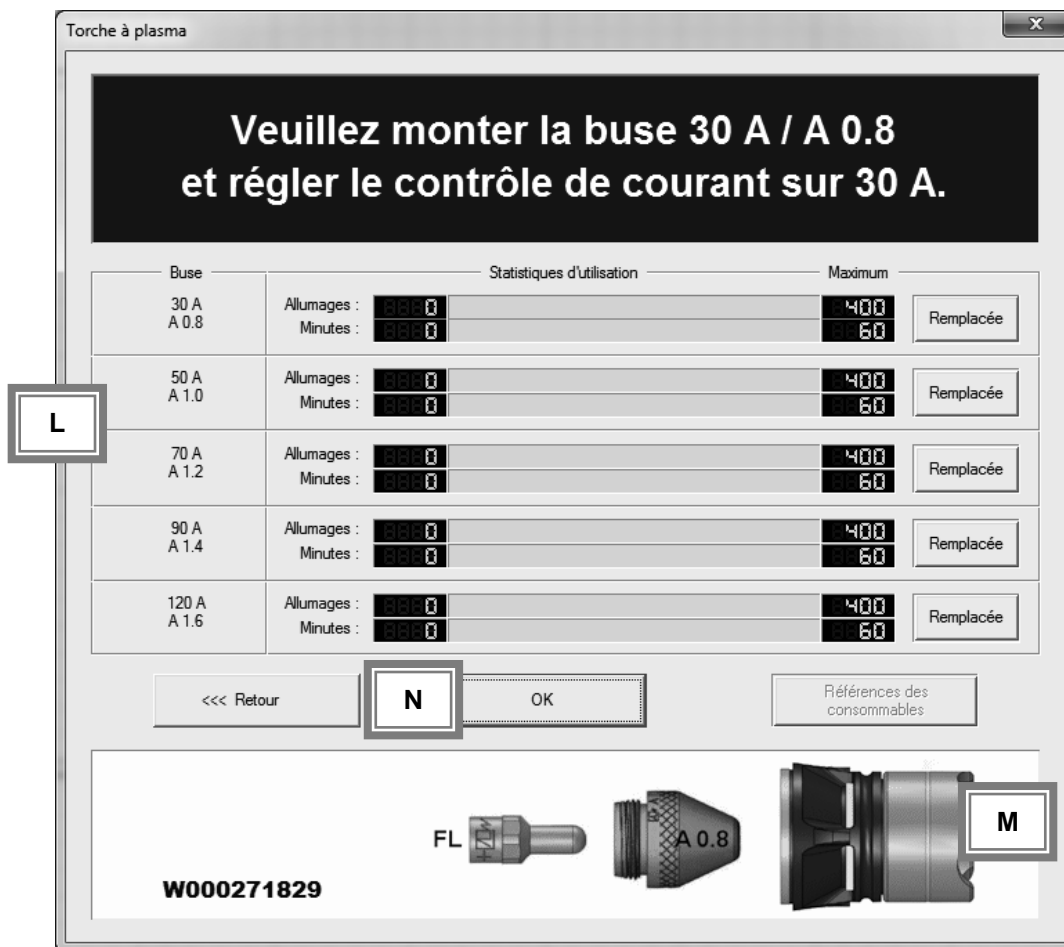 Torche à plasma
x
Veuillez monter la buse 30 A / A 0.8
et régler le contrôle de courant sur 30 A.
Buse Statistiques d'utilisation Maximum
30 A
A 0.8
Allumages : 0 400
Minutes : 0 60
Remplacée
50 A
A 1.0
Allumages : 0 400
Minutes : 0 60
Remplacée
L
70 A
A 1.2
Allumages : 0 400
Minutes : 0 60
Remplacée
90 A
A 1.4
Allumages : 0 400
Minutes : 0 60
Remplacée
120 A
A 1.6
Allumages : 0 400
Minutes : 0 60
Remplacée
<<< Retour
N
OK
Références des
consommables
FL
A 0.8
M
W000271829